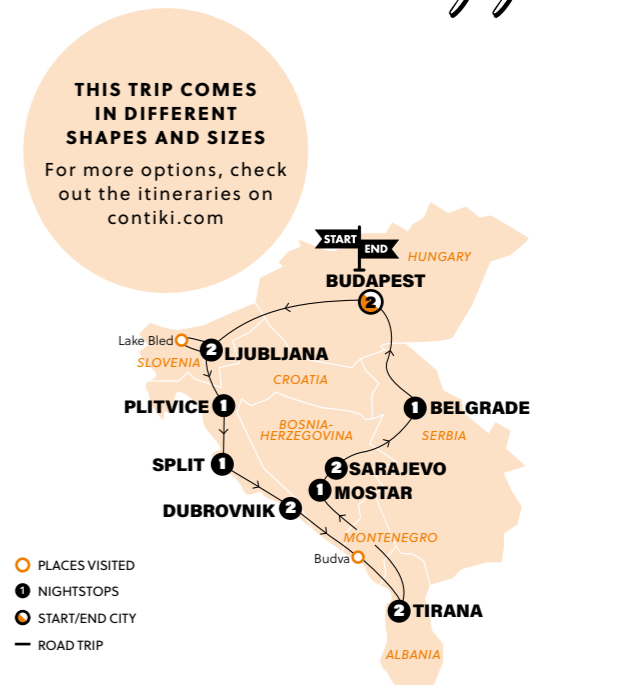 THIS TRIP COMES
IN DIFFERENT
SHAPES AND SIZES
For more options, check
out the itineraries on
contiki.com
START
END
HUNGARY
BUDAPEST
2
Lake Bled
2 LJUBLJANA
SLOVENIA
CROATIA
PLITVICE 1
1 BELGRADE
BOSNIA-
HERZEGOVINA
SERBIA
SPLIT 1
2 SARAJEVO
1 MOSTAR
DUBROVNIK 2
MONTENEGRO
Budva
PLACES VISITED
1 NIGHTSTOPS
START/END CITY
ROAD TRIP
2 TIRANA
ALBANIA